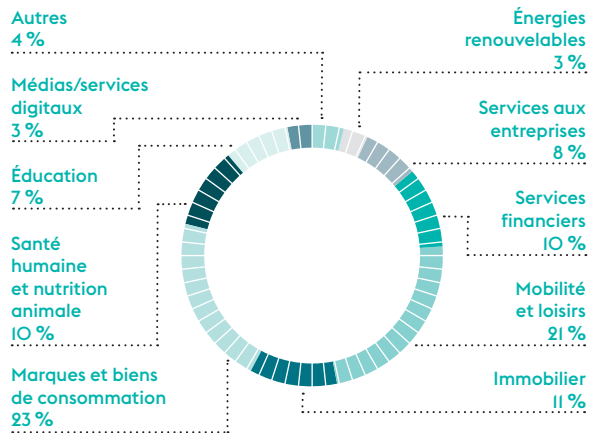 Autres
4 %
Médias/services
digitaux
3 %
Éducation
7 %
Santé
humaine
et nutrition
animale
10 %
Marques et biens
de consommation
23 %
Énergies
renouvelables
3 %
Services aux
entreprises
8 %
Services
financiers
10 %
Mobilité
et loisirs
21 %
Immobilier
11 %